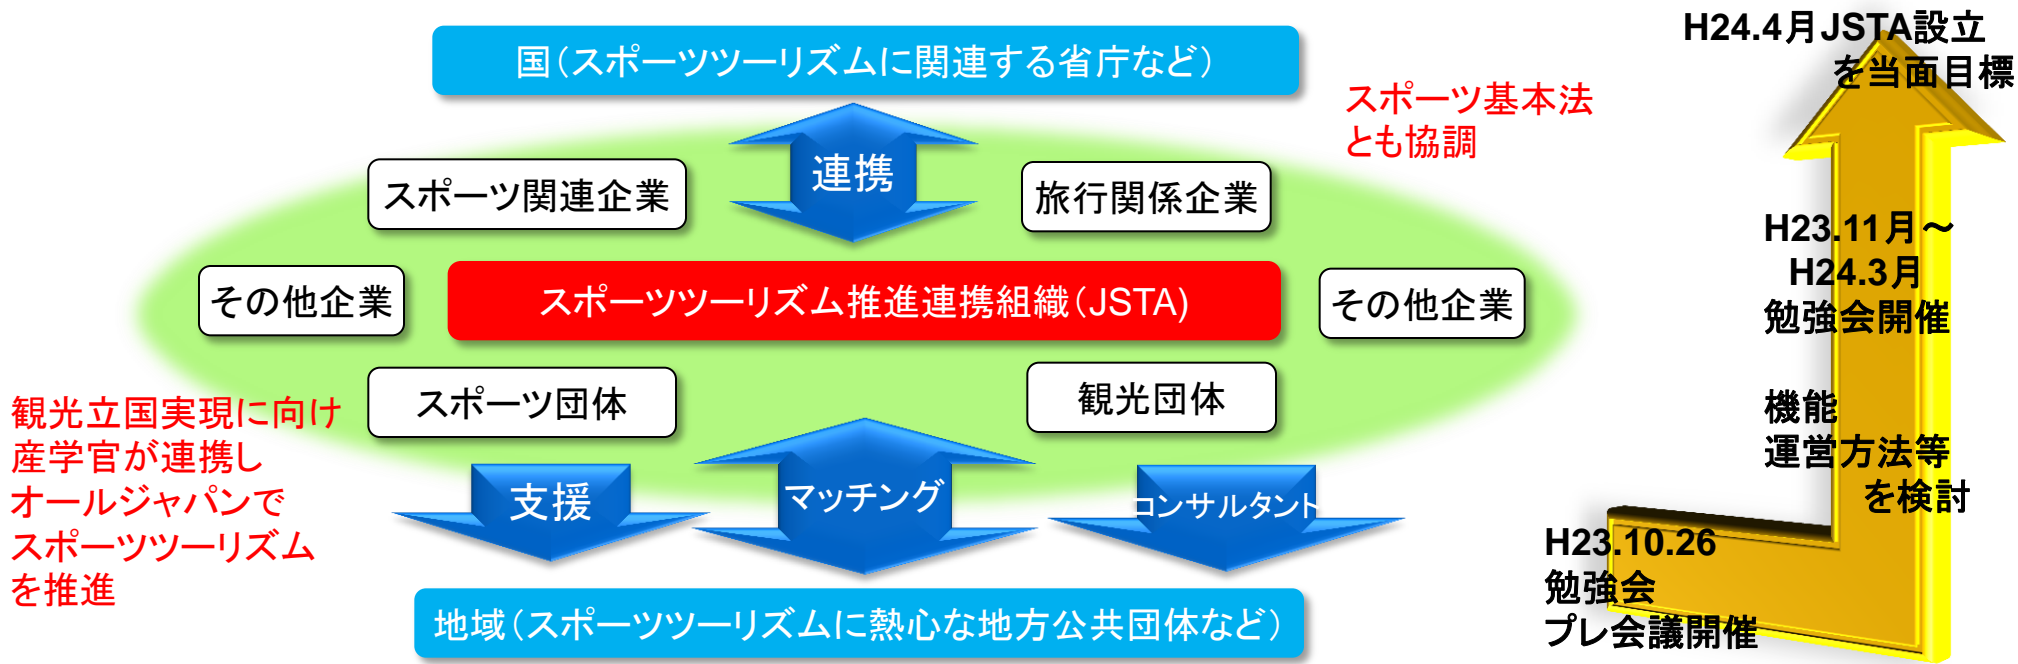 国（スポーツツーリズムに関連する省庁など）
スポーツ基本法
とも協調
連携
スポーツ関連企業
旅行関係企業
その他企業
スポーツツーリズム推進連携組織（JSTA)
その他企業
スポーツ団体
観光団体
観光立国実現に向け
産学官が連携し
オールジャパンで
スポーツツーリズム
を推進
支援
マッチング
コンサルタント
地域（スポーツツーリズムに熱心な地方公共団体など）
H24.4月JSTA設立
を当面目標
H23.11月～
H24.3月
勉強会開催
機能
運営方法等
を検討
H23.10.26
勉強会
プレ会議開催